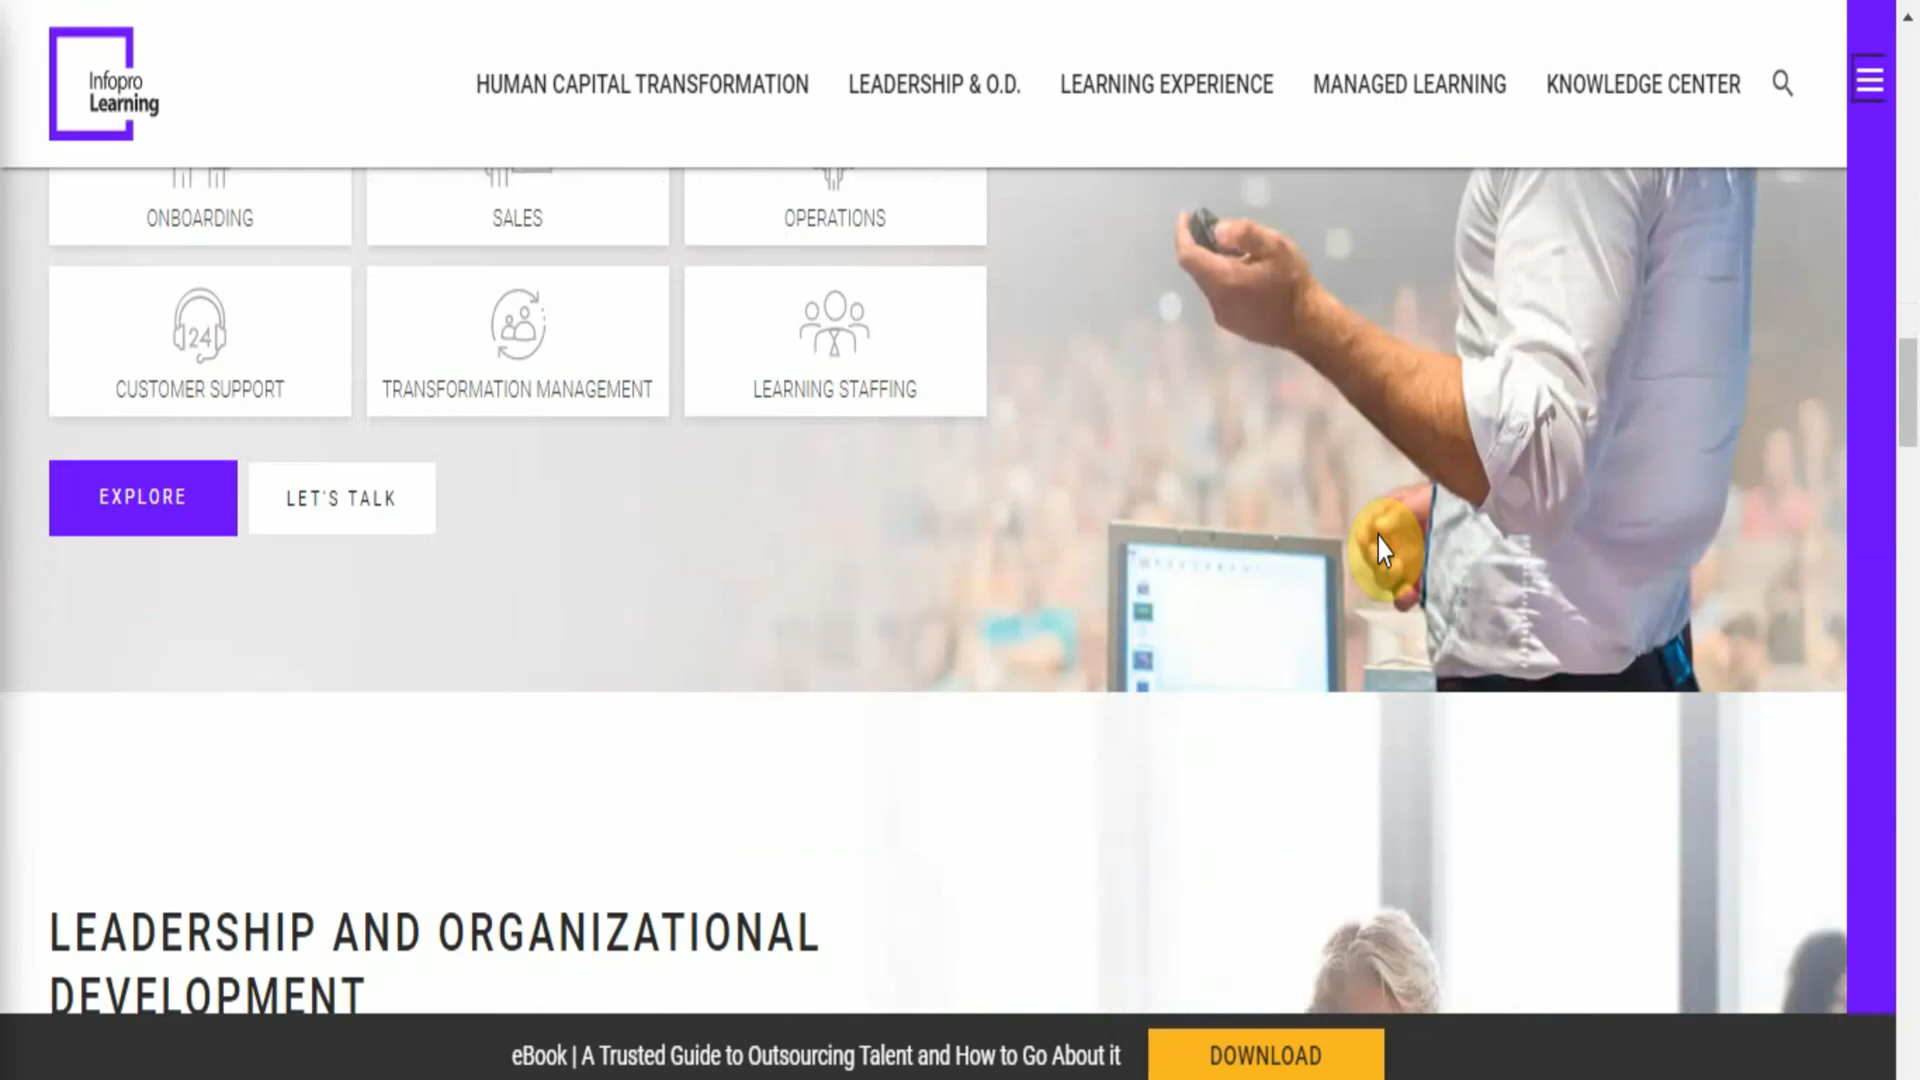 Infopro
Learning
HUMAN CAPITAL TRANSFORMATION
LEADERSHIP & O.D.
LEARNING EXPERIENCE
MANAGED LEARNING
KNOWLEDGE CENTER
ONBOARDING
SALES
OPERATIONS
24
CUSTOMER SUPPORT
TRANSFORMATION MANAGEMENT
LEARNING STAFFING
EXPLORE
LET'S TALK
LEADERSHIP AND ORGANIZATIONAL
DEVELOPMENT
eBook | A Trusted Guide to Outsourcing Talent and How to Go About it
DOWNLOAD